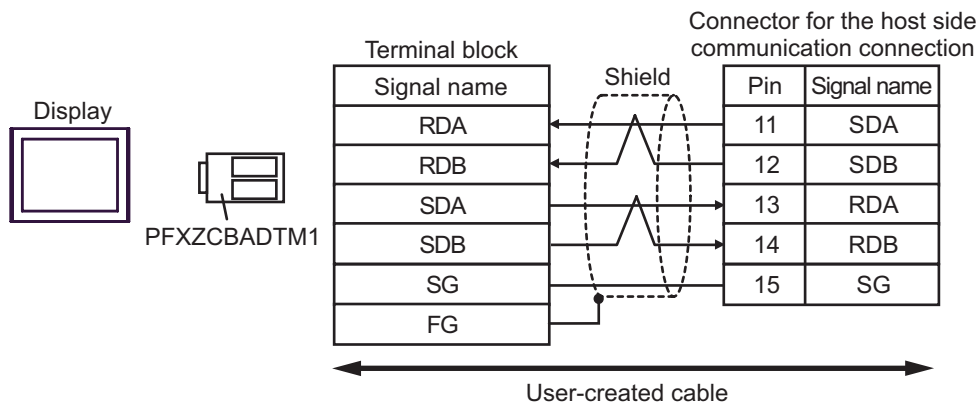 Connector for the host side
communication connection
Terminal block
Shield
Signal name
Pin Signal name
Display
RDA
11 SDA
RDB
12 SDB
SDA
13 RDA
PFXZCBADTM1
SDB
14 RDB
SG
15 SG
FG
User-created cable